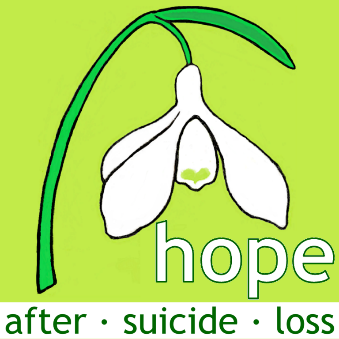 hope
after · suicide · loss